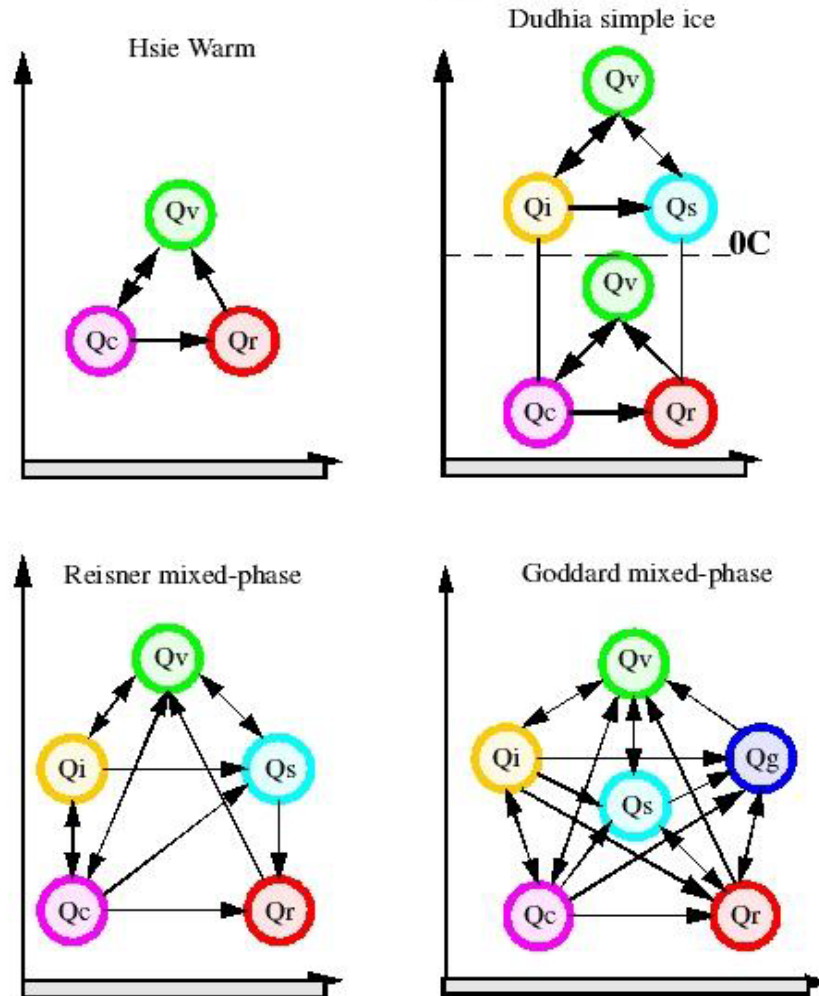 Hsie Warm
Qv
Qc
Qr
Dudhia simple ice
Qv
Qi
Qs
0C
Qv
Qc
Qr
Reisner mixed-phase
Qv
Qi
Qs
Qc
Qr
Goddard mixed-phase
Qv
Qi
Qg
Qs
Qc
Qr